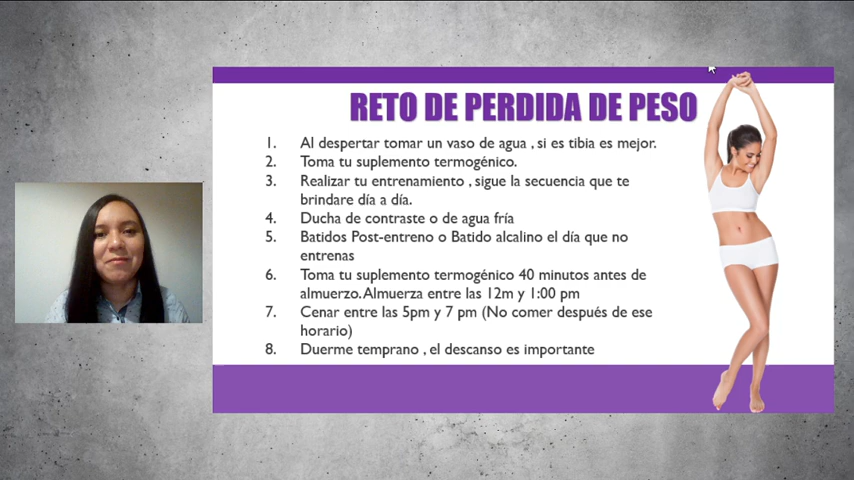 RETO DE PERDIDA DE PESO
1. Al despertar tomar un vaso de agua , si es tibia es mejor.
2. Toma tu suplemento termogénico.
3. Realizar tu entrenamiento , sigue la secuencia que te
brindare día a día.
4. Ducha de contraste o de agua fría
5. Batidos Post-entreno o Batido alcalino el día que no
entrenas
6. Toma tu suplemento termogénico 40 minutos antes de
almuerzo. Almuerza entre las 12m y 1:00 pm
7. Cenar entre las 5pm y 7 pm (No comer después de ese
horario)
8. Duerme temprano , el descanso es importante